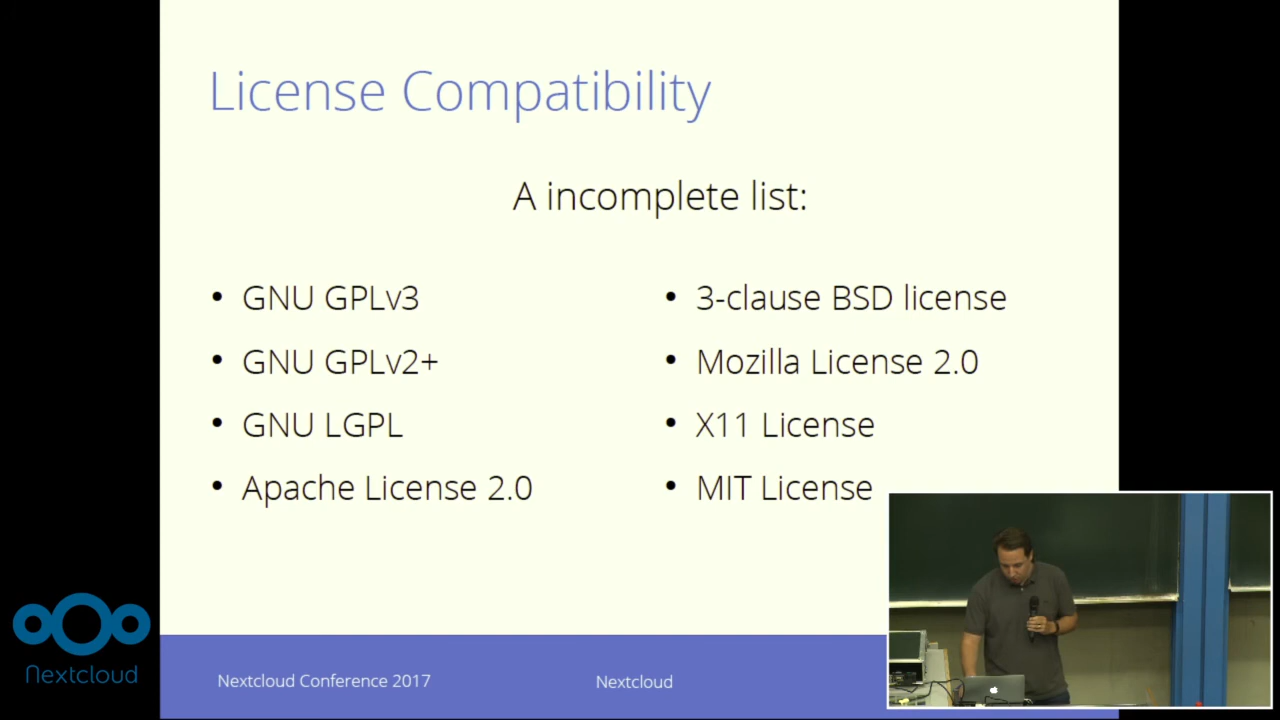 License Compatibility
A incomplete list:
• GNU GPLv3
• GNU GPLv2+
• GNU LGPL
• Apache License 2.0
• 3-clause BSD license
• Mozilla License 2.0
• X11 License
• MIT License
Nextcloud
Nextcloud Conference 2017
Nextcloud